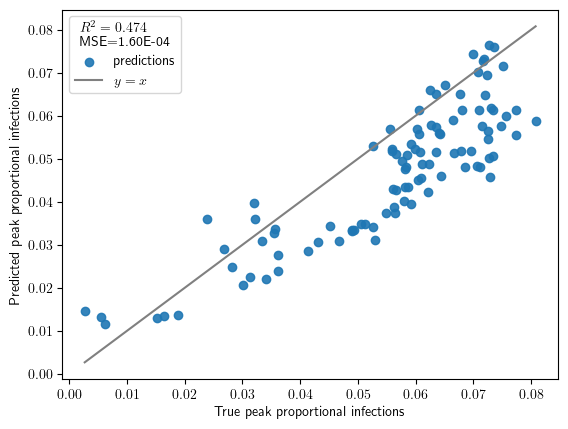 R² = 0.474
MSE=1.60E-04
predictions
y = x
Predicted peak proportional infections
0.08
0.07
0.06
0.05
0.04
0.03
0.02
0.01
0.00
0.00 0.01 0.02 0.03 0.04 0.05 0.06 0.07 0.08
True peak proportional infections